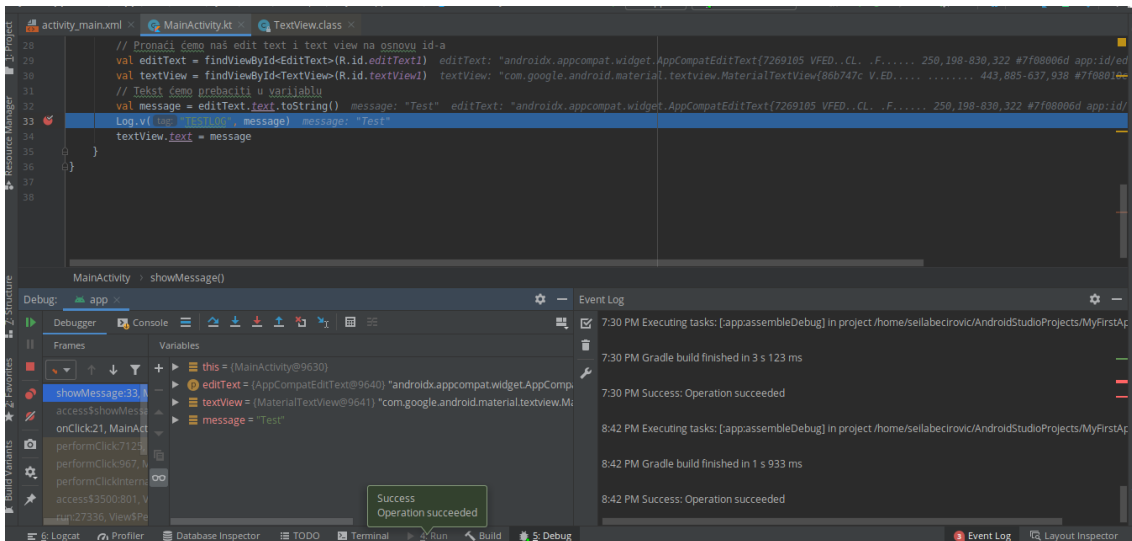 activity_main.xml
MainActivity.kt
TextView.class
1: Project
Resource Manager
28 // Pronaći ćemo naš edit text i text view na osnovu id-a
29 val editText = findViewById<EditText>(R.id.editText1) editText: "androidx.appcompat.widget.AppCompatEditText{7269105 VFED..CL. .F...... 250,198-830,322 #7f08006d app:id/ed
30 val textView = findViewById<TextView>(R.id.textView1) textView: "com.google.android.material.textview.MaterialTextView{86b747c V.ED..... ........ 443,885-637,938
31 // Tekst ćemo prebaciti u varijablu
32 val message = editText.text.toString() message: "Test" editText: "androidx.appcompat.widget.AppCompatEditText{7269105 VFED..CL. .F...... 250,198-830,322 #7f08006d app:id/
33 Log.v( tag: "TESTLOG", message) message: "Test"
34 textView.text = message
35 }
36 }
37
38
MainActivity > showMessage()
Z: Structure
2: Favorites
Build Variants
Debug: app
Debugger Console
Frames
Variables
showMessage:33, M
access$showMessa
onClick:21, MainAct
performClick:7125,
performClick:967, M
performClickInterna
access$3500:801, V
run:27336, View$Pe
this = {MainActivity@9630}
editText = {AppCompatEditText@9640} "androidx.appcompat.widget.AppCompa
textView = {MaterialTextView@9641} "com.google.android.material.textview.Ma
message = "Test"
Event Log
7:30 PM Executing tasks: [:app:assembleDebug] in project /home/seilabecirovic/AndroidStudioProjects/MyFirstAp
7:30 PM Gradle build finished in 3 s 123 ms
7:30 PM Success: Operation succeeded
8:42 PM Executing tasks: [:app:assembleDebug] in project /home/seilabecirovic/AndroidStudioProjects/MyFirstAp
8:42 PM Gradle build finished in 1 s 933 ms
8:42 PM Success: Operation succeeded
Success
Operation succeeded
6: Logcat Profiler Database Inspector TODO Terminal 4: Run Build 5: Debug 3 Event Log Layout Inspector